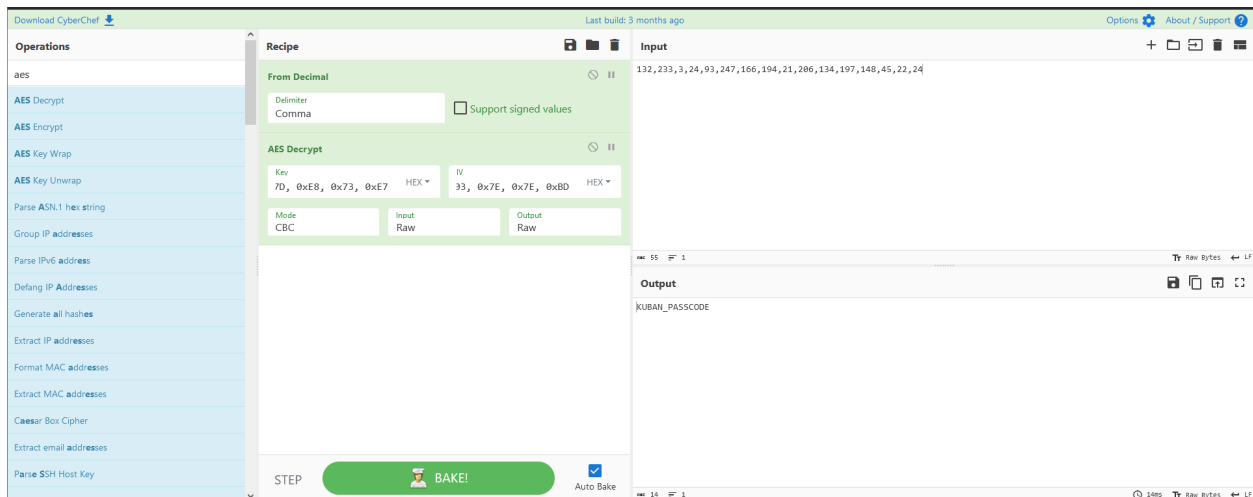 Download CyberChef
Last build: 3 months ago
Options
About / Support
Operations
aes
AES Decrypt
AES Encrypt
AES Key Wrap
AES Key Unwrap
Parse ASN.1 hex string
Group IP addresses
Parse IPv6 address
Defang IP Addresses
Generate all hashes
Extract IP addresses
Format MAC addresses
Extract MAC addresses
Caesar Box Cipher
Extract email addresses
Parse SSH Host Key
Recipe
From Decimal
Delimiter
Comma
Support signed values
AES Decrypt
Key
7D, 0xE8, 0x73, 0xE7
HEX
IV
93, 0x7E, 0x7E, 0xBD
HEX
Mode
CBC
Input
Raw
Output
Raw
STEP
BAKE!
Auto Bake
Input
132,233,3,24,93,247,166,194,21,206,134,197,148,45,22,24
55
1
Raw Bytes
LF
Output
KUBAN_PASSCODE
14
1
14ms
Raw Bytes
LF